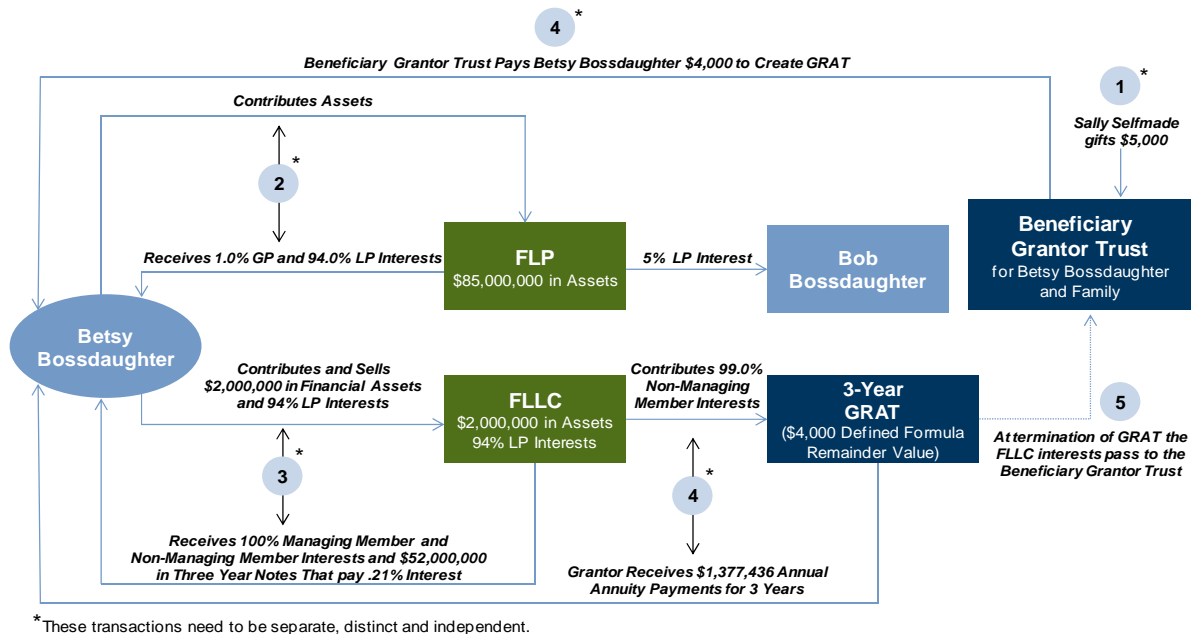 4 *
Beneficiary Grantor Trust Pays Betsy Bossdaughter $4,000 to Create GRAT
1 *
Sally Selfmade
gifts $5,000
Contributes Assets
2 *
Receives 1.0% GP and 94.0% LP Interests
FLP
$85,000,000 in Assets
5% LP Interest
Bob
Bossdaughter
Beneficiary
Grantor Trust
for Betsy Bossdaughter
and Family
Betsy
Bossdaughter
Contributes and Sells
$2,000,000 in Financial Assets
and 94% LP Interests
FLLC
$2,000,000 in Assets
94% LP Interests
Contributes 99.0%
Non-Managing
Member Interests
3-Year
GRAT
($4,000 Defined Formula
Remainder Value)
5
At termination of GRAT the
FLLC interests pass to the
Beneficiary Grantor Trust
3 *
Receives 100% Managing Member and
Non-Managing Member Interests and $52,000,000
in Three Year Notes That pay .21% Interest
4 *
Grantor Receives $1,377,436 Annual
Annuity Payments for 3 Years
*These transactions need to be separate, distinct and independent.